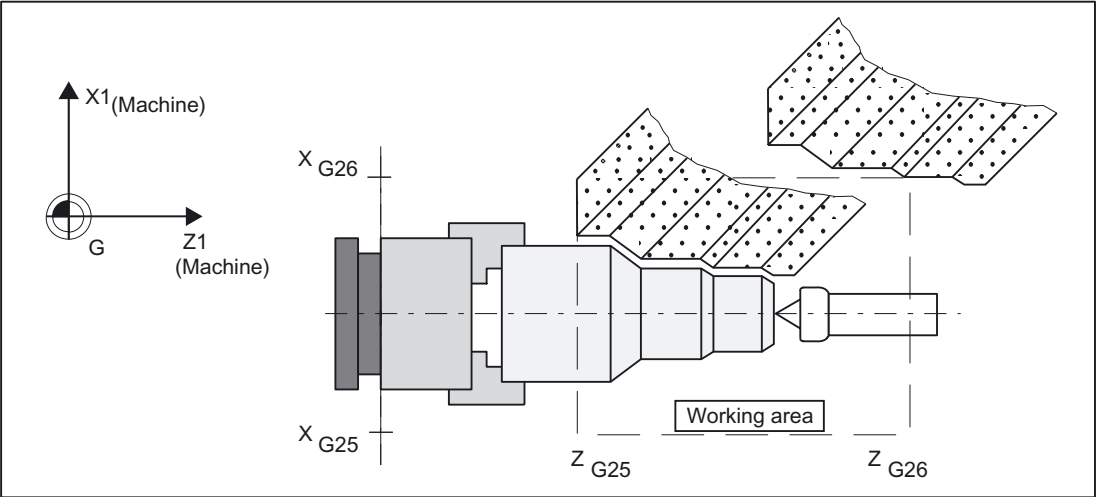 X1 (Machine)
G
Z1
(Machine)
X G26
X G25
Working area
Z G25
Z G26